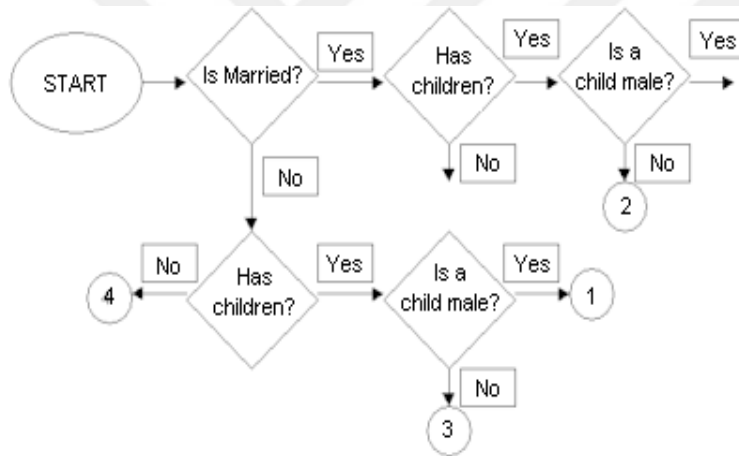 START
Is Married?
Yes
Has
children?
Yes
Is a
child male?
Yes
No
No
No
2
4
No
Has
children?
Yes
Is a
child male?
Yes
1
No
3